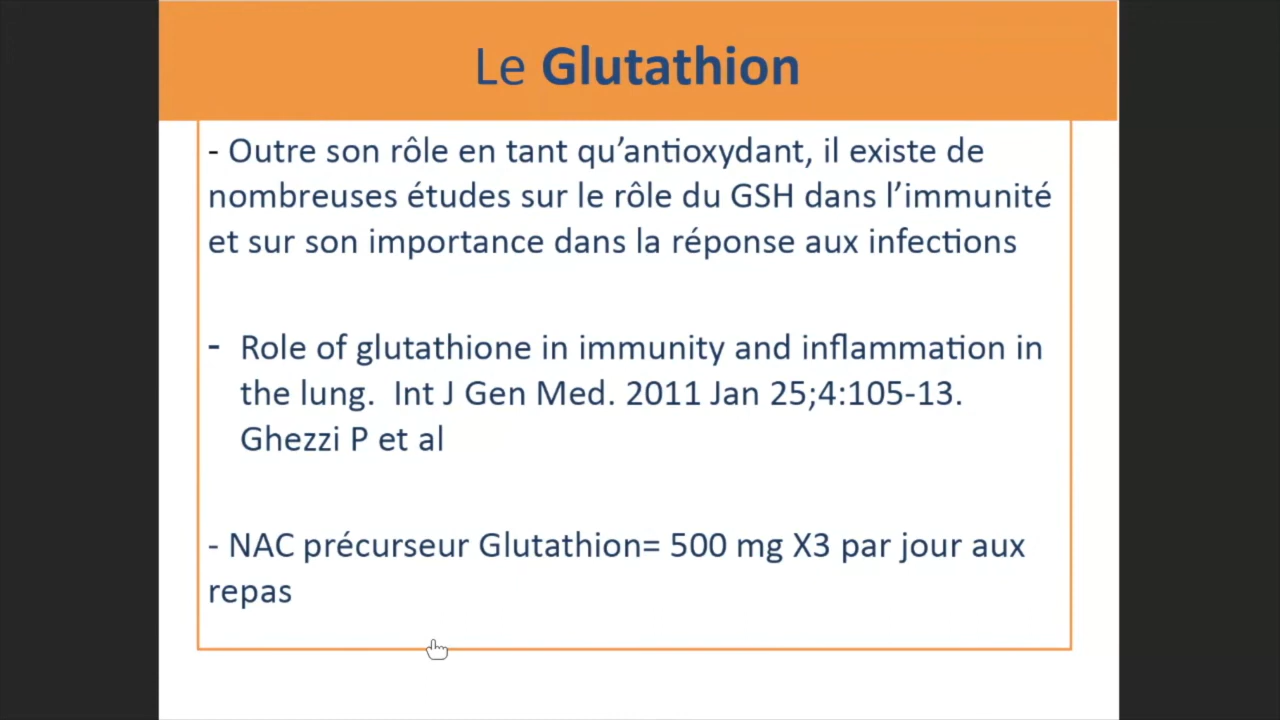 Le Glutathion
- Outre son rôle en tant qu’antioxydant, il existe de
nombreuses études sur le rôle du GSH dans l’immunité
et sur son importance dans la réponse aux infections
- Role of glutathione in immunity and inflammation in
the lung.  Int J Gen Med. 2011 Jan 25;4:105-13.
Ghezzi P et al
- NAC précurseur Glutathion= 500 mg X3 par jour aux
repas